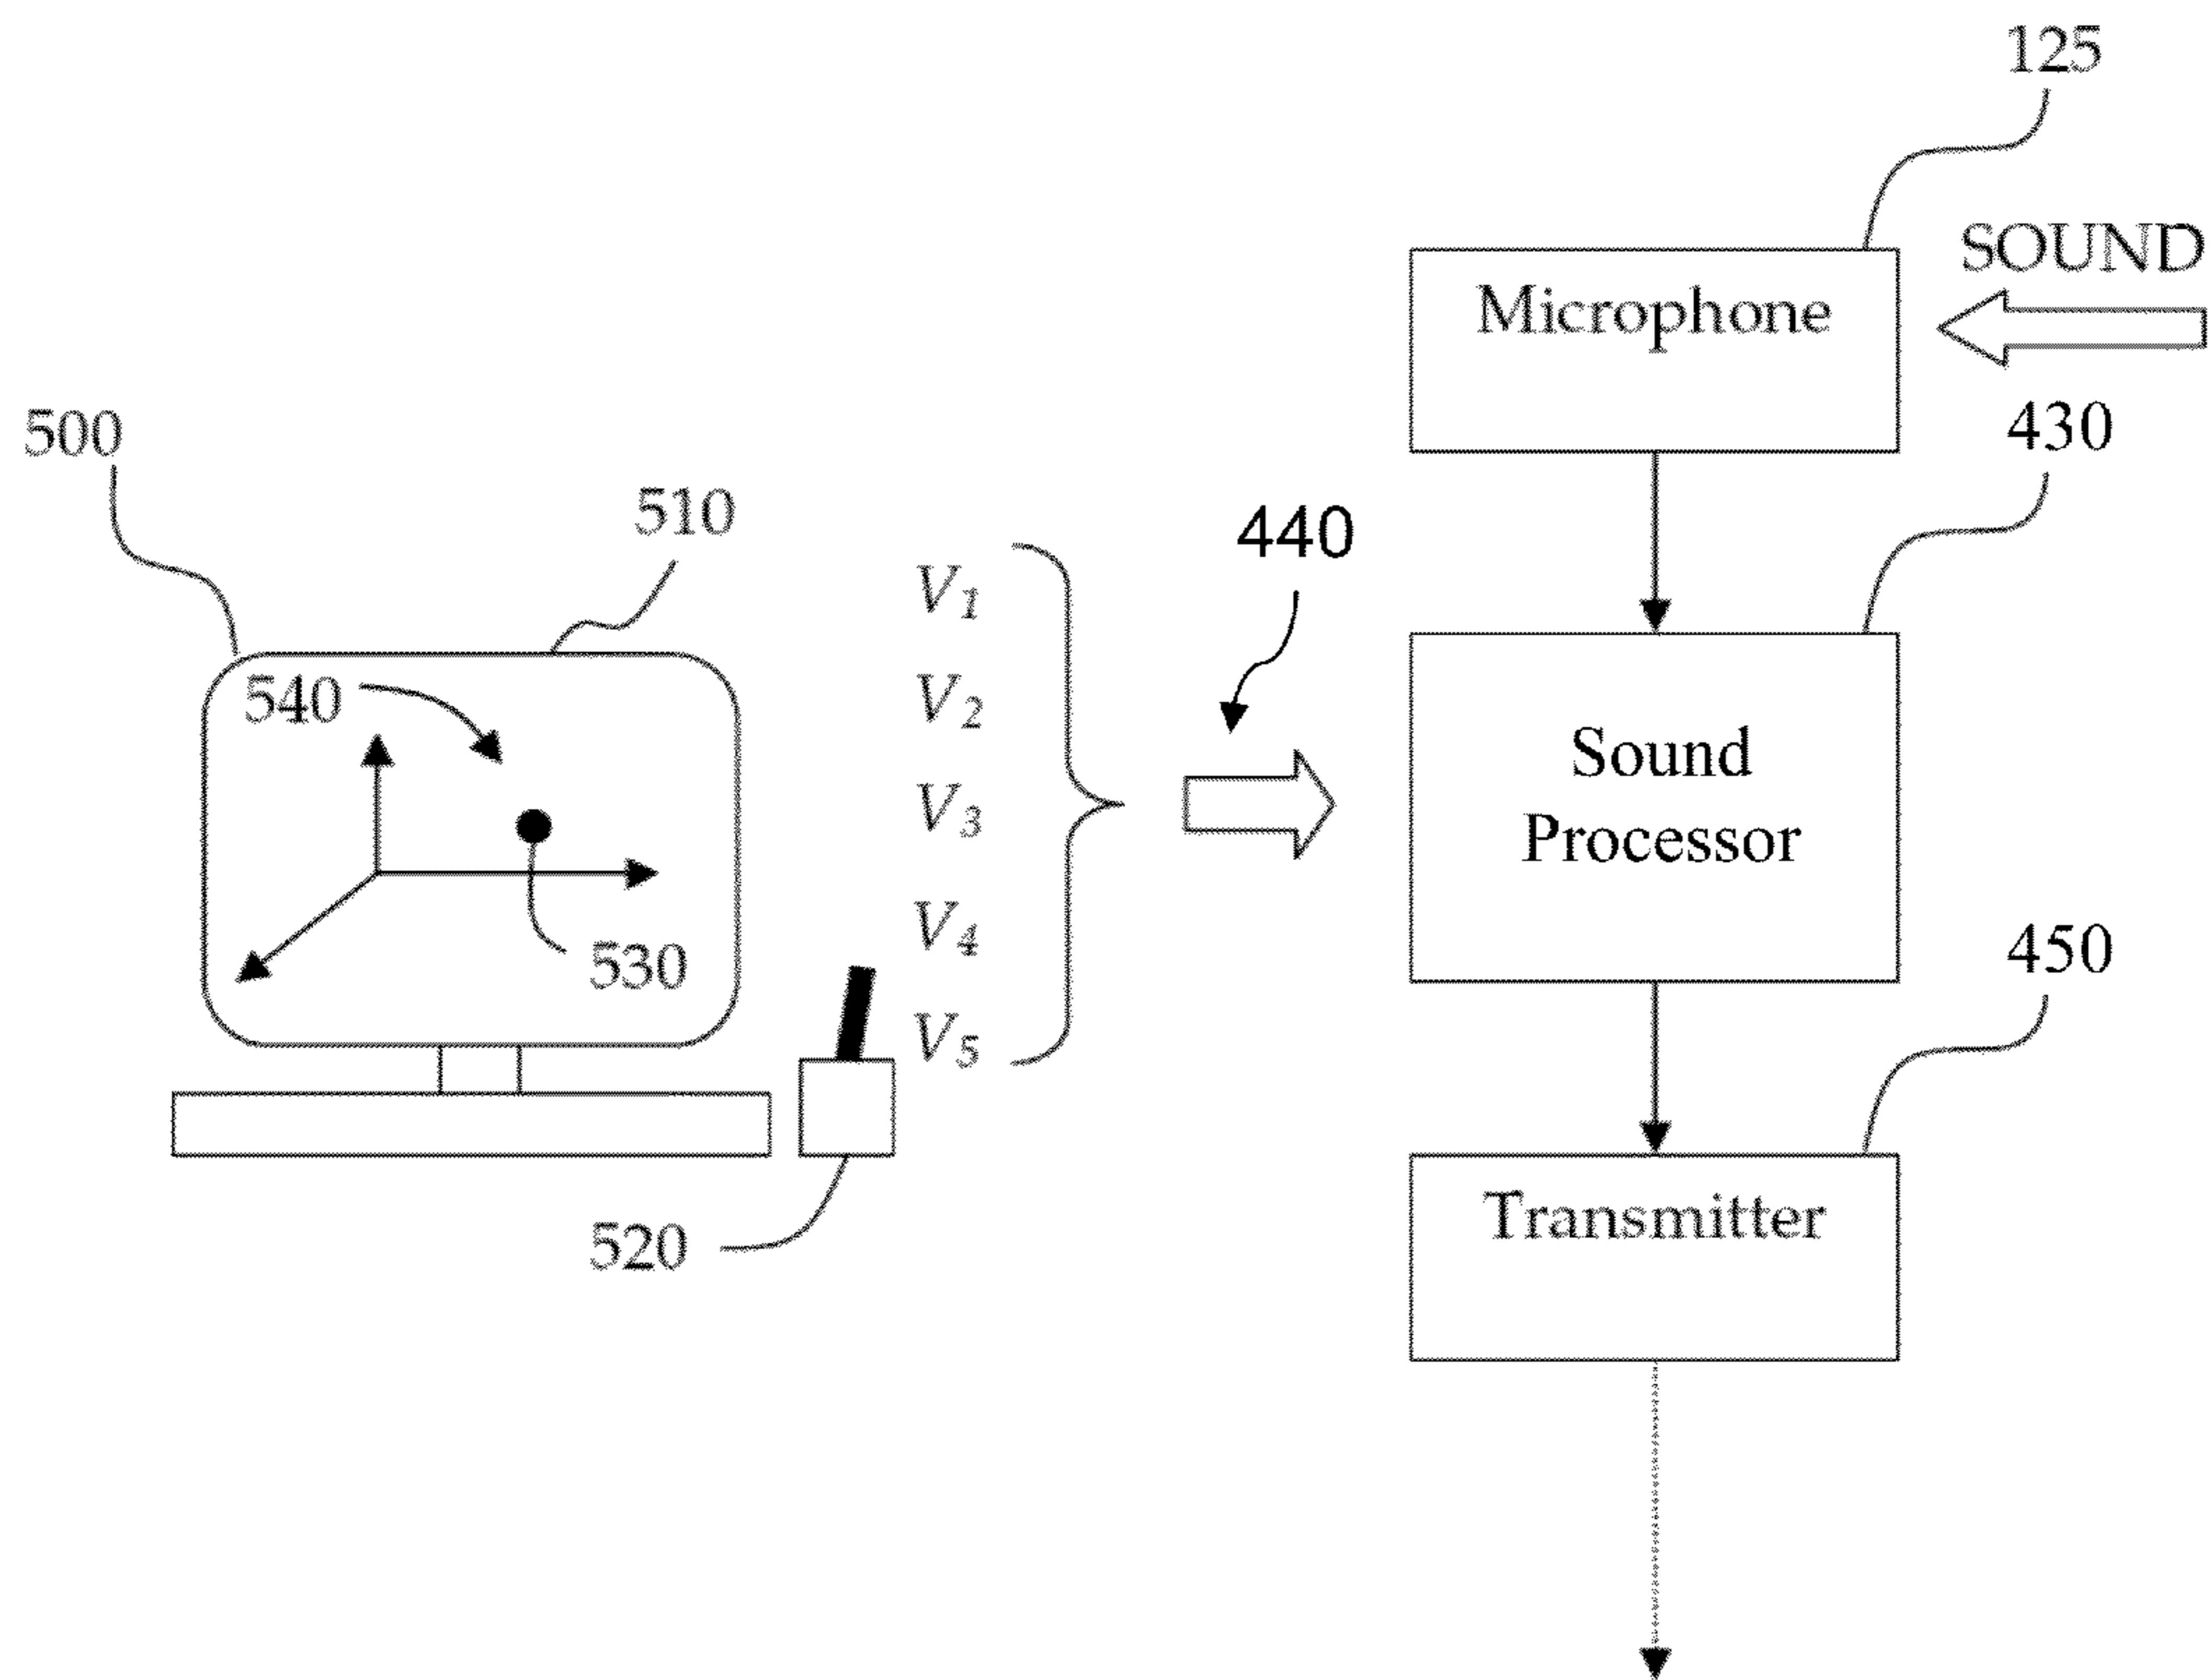 125
SOUND
Microphone
430
500
510
440
V1
V2
V3
V4
V5
540
530
Sound
Processor
450
Transmitter
520